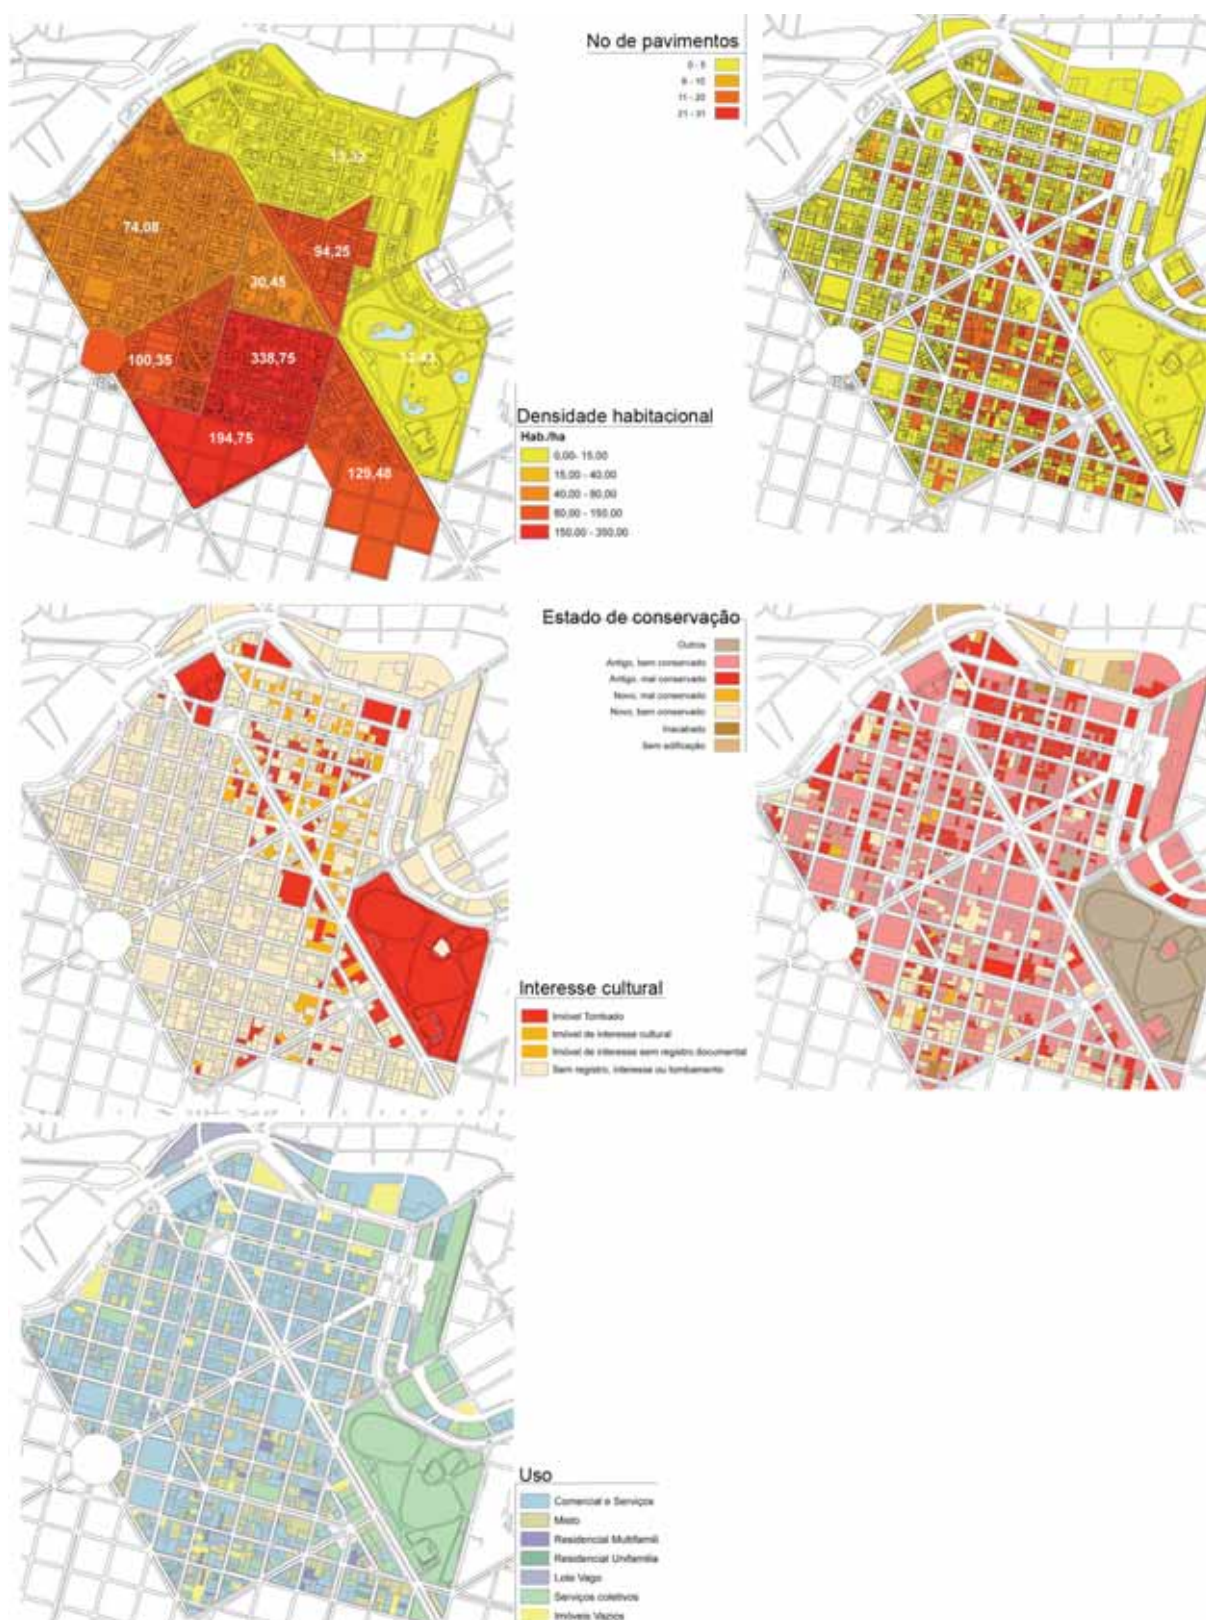 No de pavimentos
0 - 5
6 - 10
11 - 20
21 - 31
13,33
74,08
94,25
30,45
100,35
338,75
194,75
129,48
Densidade habitacional
Hab./ha
0,00- 15,00
15,00 - 40,00
40,00 - 80,00
80,00 - 150,00
150,00 - 350,00
Estado de conservação
Outros
Antigo, bem conservado
Antigo, mal conservado
Novo, mal conservado
Novo, bem conservado
Inacabado
Sem edificação
Interesse cultural
Imóvel Tombado
Imóvel de interesse cultural
Imóvel de interesse sem registro documental
Sem registro, interesse ou tombamento
Uso
Comercial e Serviços
Misto
Residencial Multifamili
Residencial Unifamilia
Lote Vago
Serviços coletivos
Imóveis Vazios